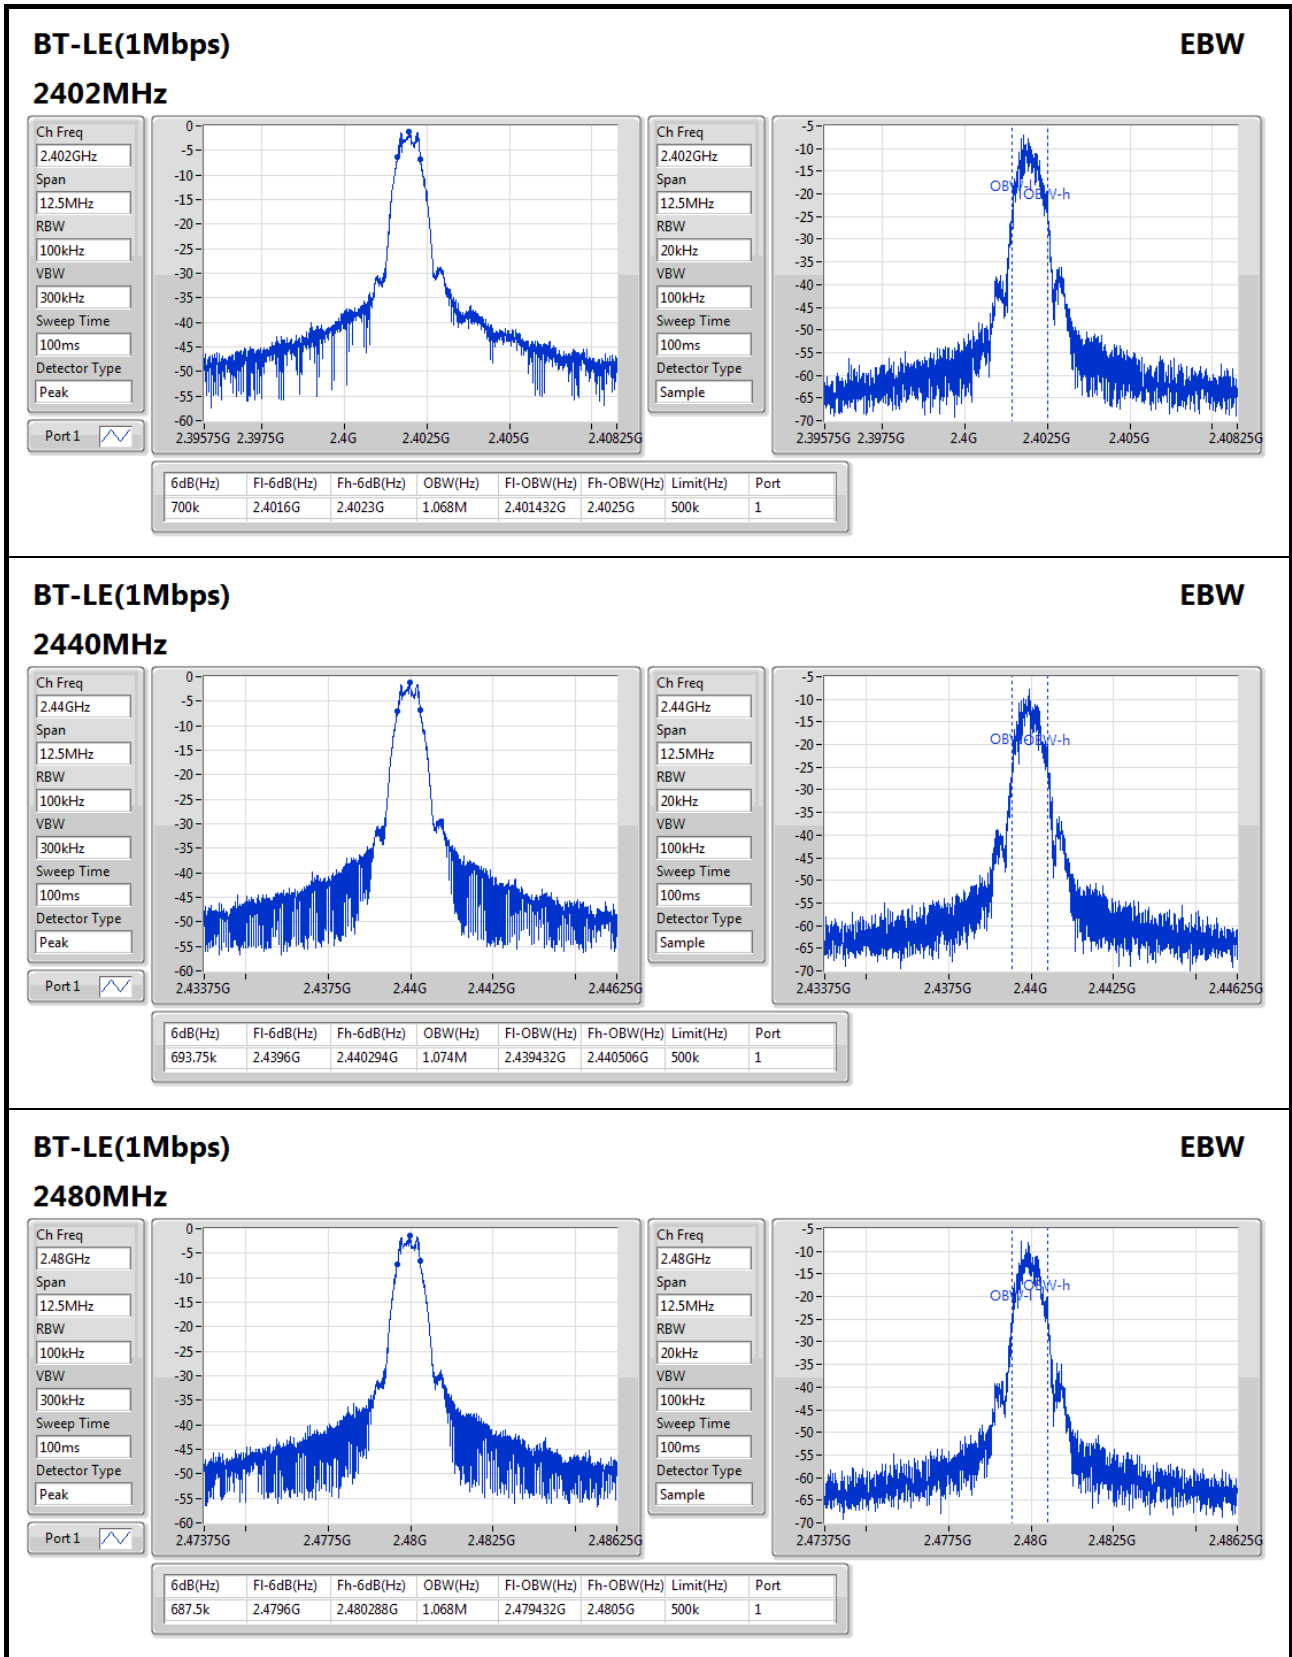 BT-LE(1Mbps) EBW
2402MHz
Ch Freq
2.402GHz
Span
12.5MHz
RBW
100kHz
VBW
300kHz
Sweep Time
100ms
Detector Type
Peak
Port 1
0
-5
-10
-15
-20
-25
-30
-35
-40
-45
-50
-55
-60
2.39575G 2.3975G 2.4G 2.4025G 2.405G 2.40825G
Ch Freq
2.402GHz
Span
12.5MHz
RBW
20kHz
VBW
100kHz
Sweep Time
100ms
Detector Type
Sample
-5
-10
-15
-20
-25
-30
-35
-40
-45
-50
-55
-60
-65
-70
OBW-l
OBW-h
2.39575G 2.3975G 2.4G 2.4025G 2.405G 2.40825G
6dB(Hz) Fl-6dB(Hz) Fh-6dB(Hz) OBW(Hz) Fl-OBW(Hz) Fh-OBW(Hz) Limit(Hz) Port
700k 2.4016G 2.4023G 1.068M 2.401432G 2.4025G 500k 1
BT-LE(1Mbps) EBW
2440MHz
Ch Freq
2.44GHz
Span
12.5MHz
RBW
100kHz
VBW
300kHz
Sweep Time
100ms
Detector Type
Peak
Port 1
0
-5
-10
-15
-20
-25
-30
-35
-40
-45
-50
-55
-60
2.43375G 2.4375G 2.44G 2.4425G 2.44625G
Ch Freq
2.44GHz
Span
12.5MHz
RBW
20kHz
VBW
100kHz
Sweep Time
100ms
Detector Type
Sample
-5
-10
-15
-20
-25
-30
-35
-40
-45
-50
-55
-60
-65
-70
OBW-l OBW-h
2.43375G 2.4375G 2.44G 2.4425G 2.44625G
6dB(Hz) Fl-6dB(Hz) Fh-6dB(Hz) OBW(Hz) Fl-OBW(Hz) Fh-OBW(Hz) Limit(Hz) Port
693.75k 2.4396G 2.440294G 1.074M 2.439432G 2.440506G 500k 1
BT-LE(1Mbps) EBW
2480MHz
Ch Freq
2.48GHz
Span
12.5MHz
RBW
100kHz
VBW
300kHz
Sweep Time
100ms
Detector Type
Peak
Port 1
0
-5
-10
-15
-20
-25
-30
-35
-40
-45
-50
-55
-60
2.47375G 2.4775G 2.48G 2.4825G 2.48625G
Ch Freq
2.48GHz
Span
12.5MHz
RBW
20kHz
VBW
100kHz
Sweep Time
100ms
Detector Type
Sample
-5
-10
-15
-20
-25
-30
-35
-40
-45
-50
-55
-60
-65
-70
OBW-h
OBW-l
2.47375G 2.4775G 2.48G 2.4825G 2.48625G
6dB(Hz) Fl-6dB(Hz) Fh-6dB(Hz) OBW(Hz) Fl-OBW(Hz) Fh-OBW(Hz) Limit(Hz) Port
687.5k 2.4796G 2.480288G 1.068M 2.479432G 2.4805G 500k 1